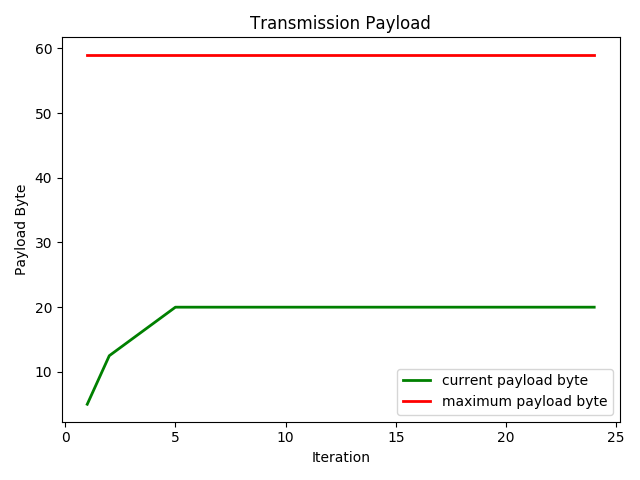 Transmission Payload
60
50
40
30
20
10
Payload Byte
0 5 10 15 20 25
Iteration
current payload byte
maximum payload byte